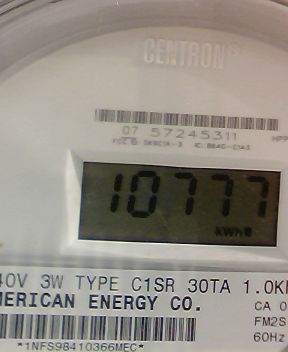 CENTRON®
07 57245311
10777
kWh
40V 3W TYPE C1SR 30TA 1.0K
MERICAN ENERGY CO.
CA 0
FM2S
60Hz
*1NFS98410366MEC*